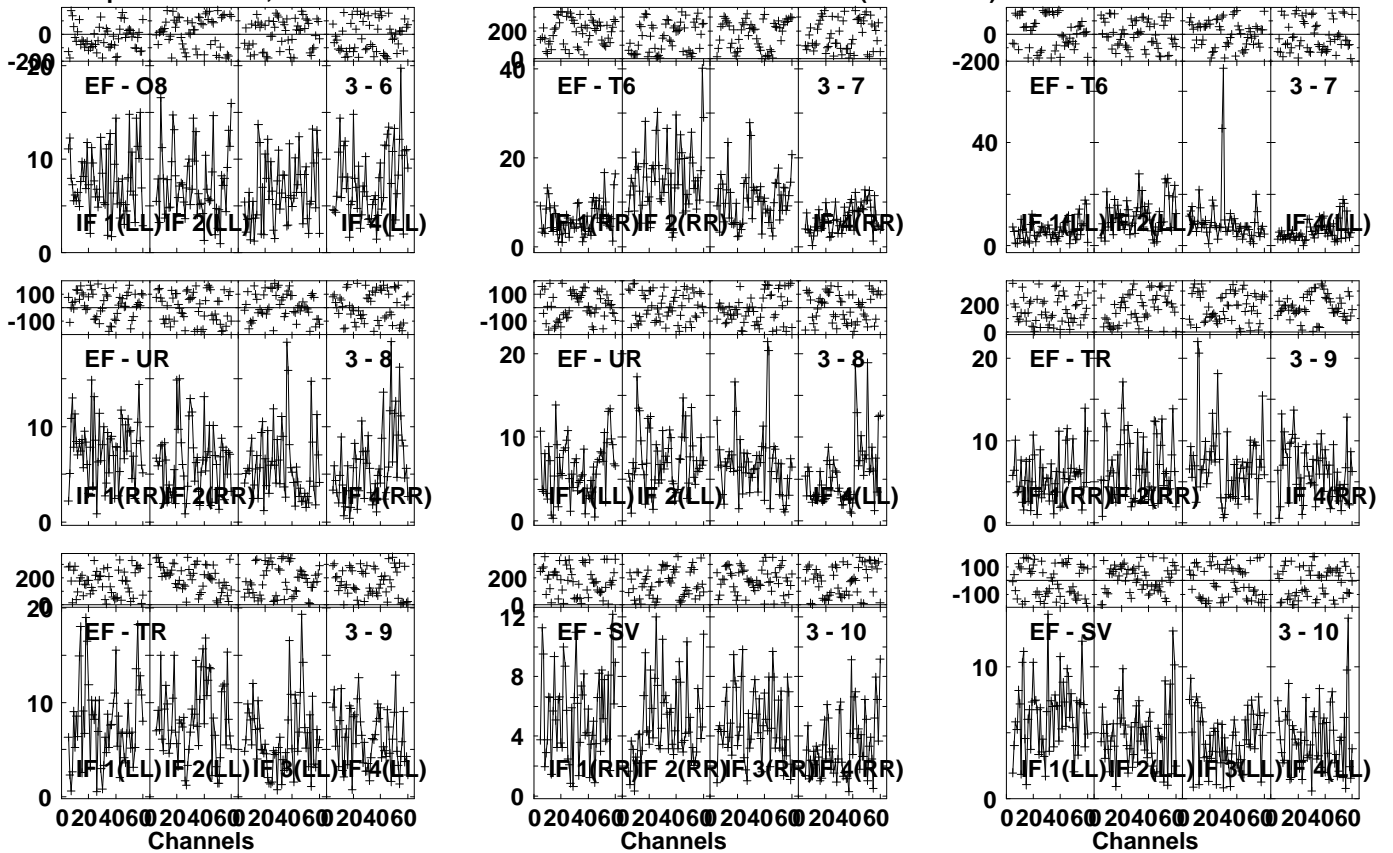 0
200
0
-200
0
-200
20
EF - O8
3 - 6
10
0
IF 1(LL)
IF 2(LL)
IF 4(LL)
40
EF - T6
3 - 7
20
0
IF 1(RR)
IF 2(RR)
IF 4(RR)
EF - T6
3 - 7
40
0
IF 1(LL)
IF 2(LL)
IF 4(LL)
100
-100
EF - UR
3 - 8
10
0
IF 1(RR)
IF 2(RR)
IF 4(RR)
100
-100
20
EF - UR
3 - 8
10
0
IF 1(LL)
IF 2(LL)
IF 4(LL)
200
0
20
EF - TR
3 - 9
10
0
IF 1(RR)
IF 2(RR)
IF 4(RR)
200
0
20
EF - TR
3 - 9
10
0
IF 1(LL)
IF 2(LL)
IF 3(LL)
IF 4(LL)
0 20 40 60 0 20 40 60 0 20 40 60 0 20 40 60
Channels
200
0
12
EF - SV
3 - 10
8
4
0
IF 1(RR)
IF 2(RR)
IF 3(RR)
IF 4(RR)
0 20 40 60 0 20 40 60 0 20 40 60 0 20 40 60
Channels
100
-100
EF - SV
3 - 10
10
0
IF 1(LL)
IF 2(LL)
IF 3(LL)
IF 4(LL)
0 20 40 60 0 20 40 60 0 20 40 60 0 20 40 60
Channels